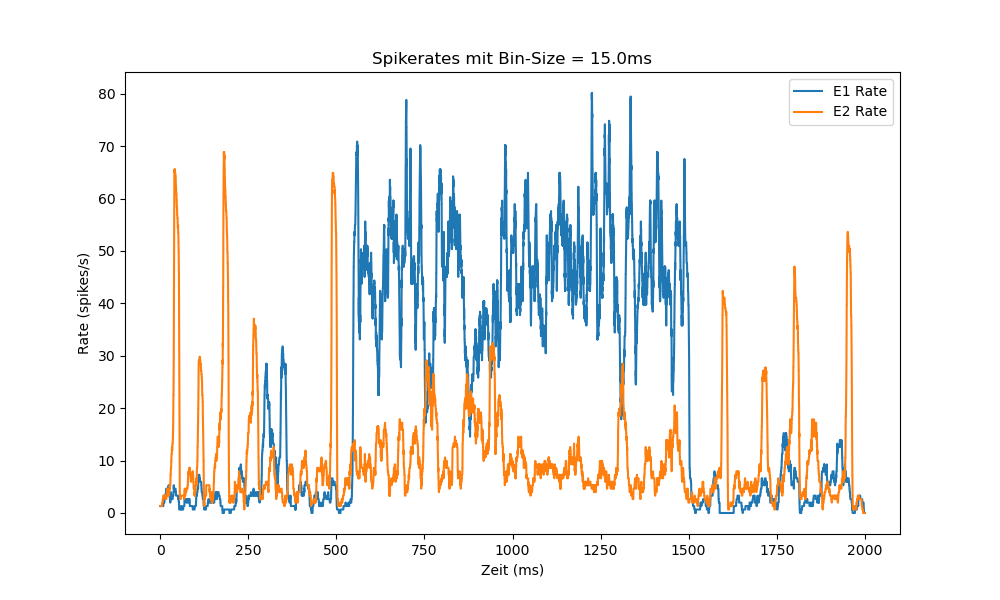 Spikerates mit Bin-Size = 15.0ms
E1 Rate
E2 Rate
Rate (spikes/s)
80
70
60
50
40
30
20
10
0
0 250 500 750 1000 1250 1500 1750 2000
Zeit (ms)